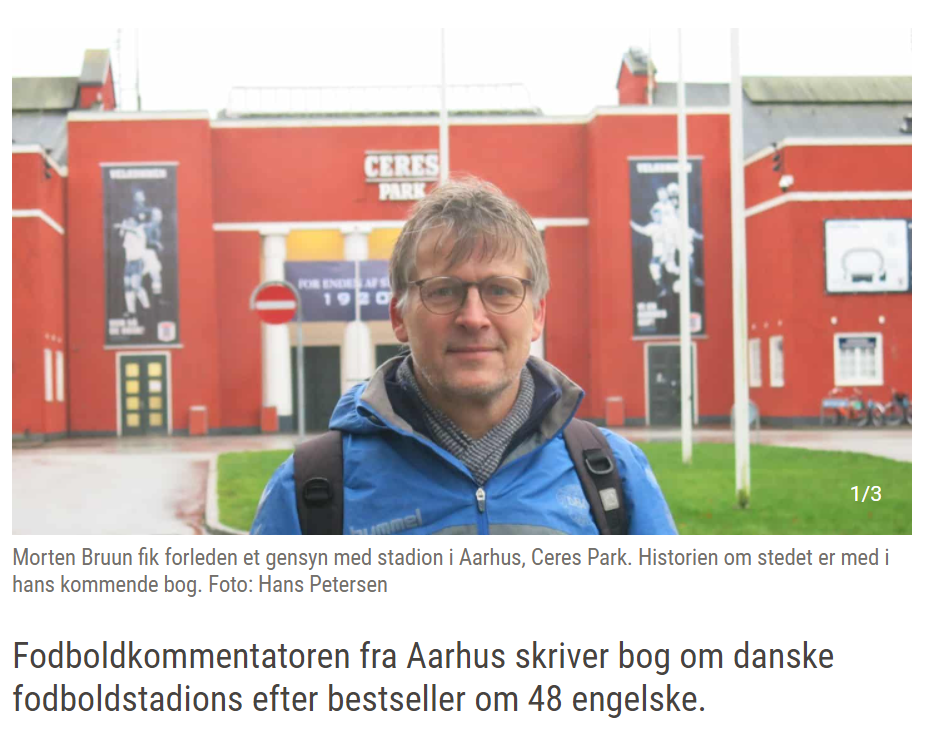 VELKOMMEN
CERES
PARK
VELKOMMEN
FOR ENDEN AF
192
hummel
1/3
Morten Bruun fik forleden et gensyn med stadion i Aarhus, Ceres Park. Historien om stedet er med i
hans kommende bog. Foto: Hans Petersen
Fodboldkommentatoren fra Aarhus skriver bog om danske
fodboldstadions efter bestseller om 48 engelske.